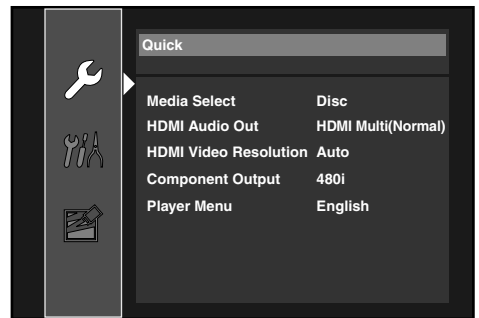 Quick
Media Select Disc
HDMI Audio Out HDMI Multi(Normal)
HDMI Video Resolution Auto
Component Output 480i
Player Menu English